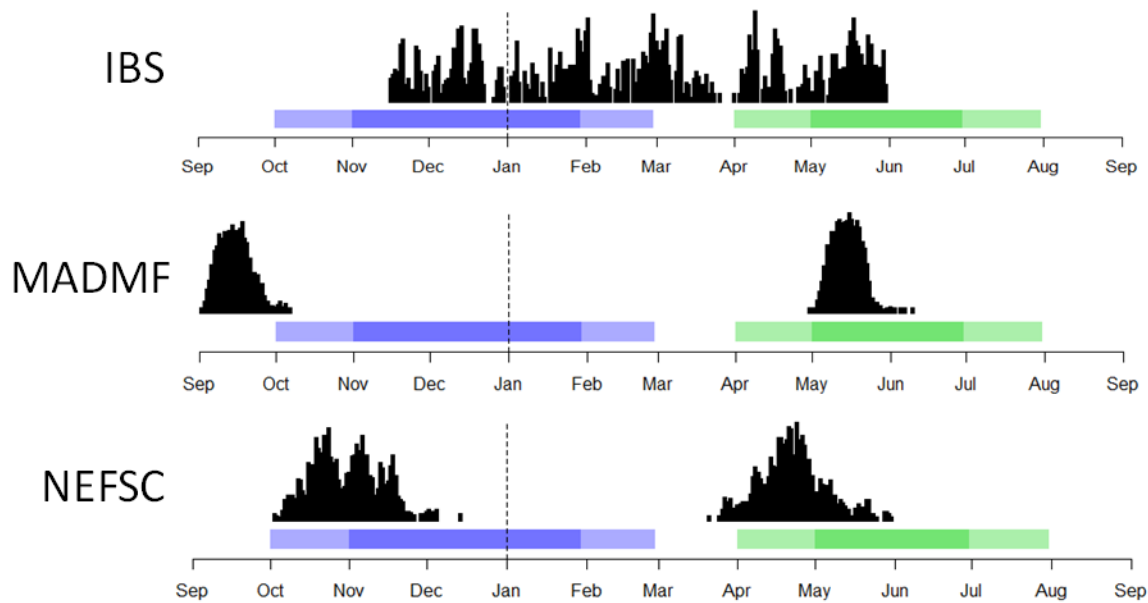 IBS
Sep Oct Nov Dec Jan Feb Mar Apr May Jun Jul Aug Sep
MADMF
Sep Oct Nov Dec Jan Feb Mar Apr May Jun Jul Aug Sep
NEFSC
Sep Oct Nov Dec Jan Feb Mar Apr May Jun Jul Aug Sep